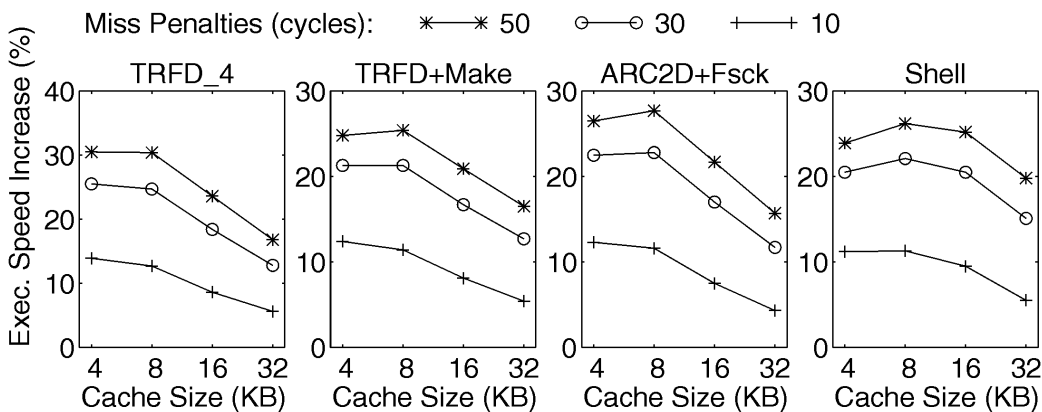 Miss Penalties (cycles): 50 30 10
TRFD_4 TRFD+Make ARC2D+Fsck Shell
Exec. Speed Increase (%)
40 30 30 30
30
20 20 20 20
10 10 10 10
0 0 0 0
4 8 16 32 4 8 16 32 4 8 16 32 4 8 16 32
Cache Size (KB) Cache Size (KB) Cache Size (KB) Cache Size (KB)